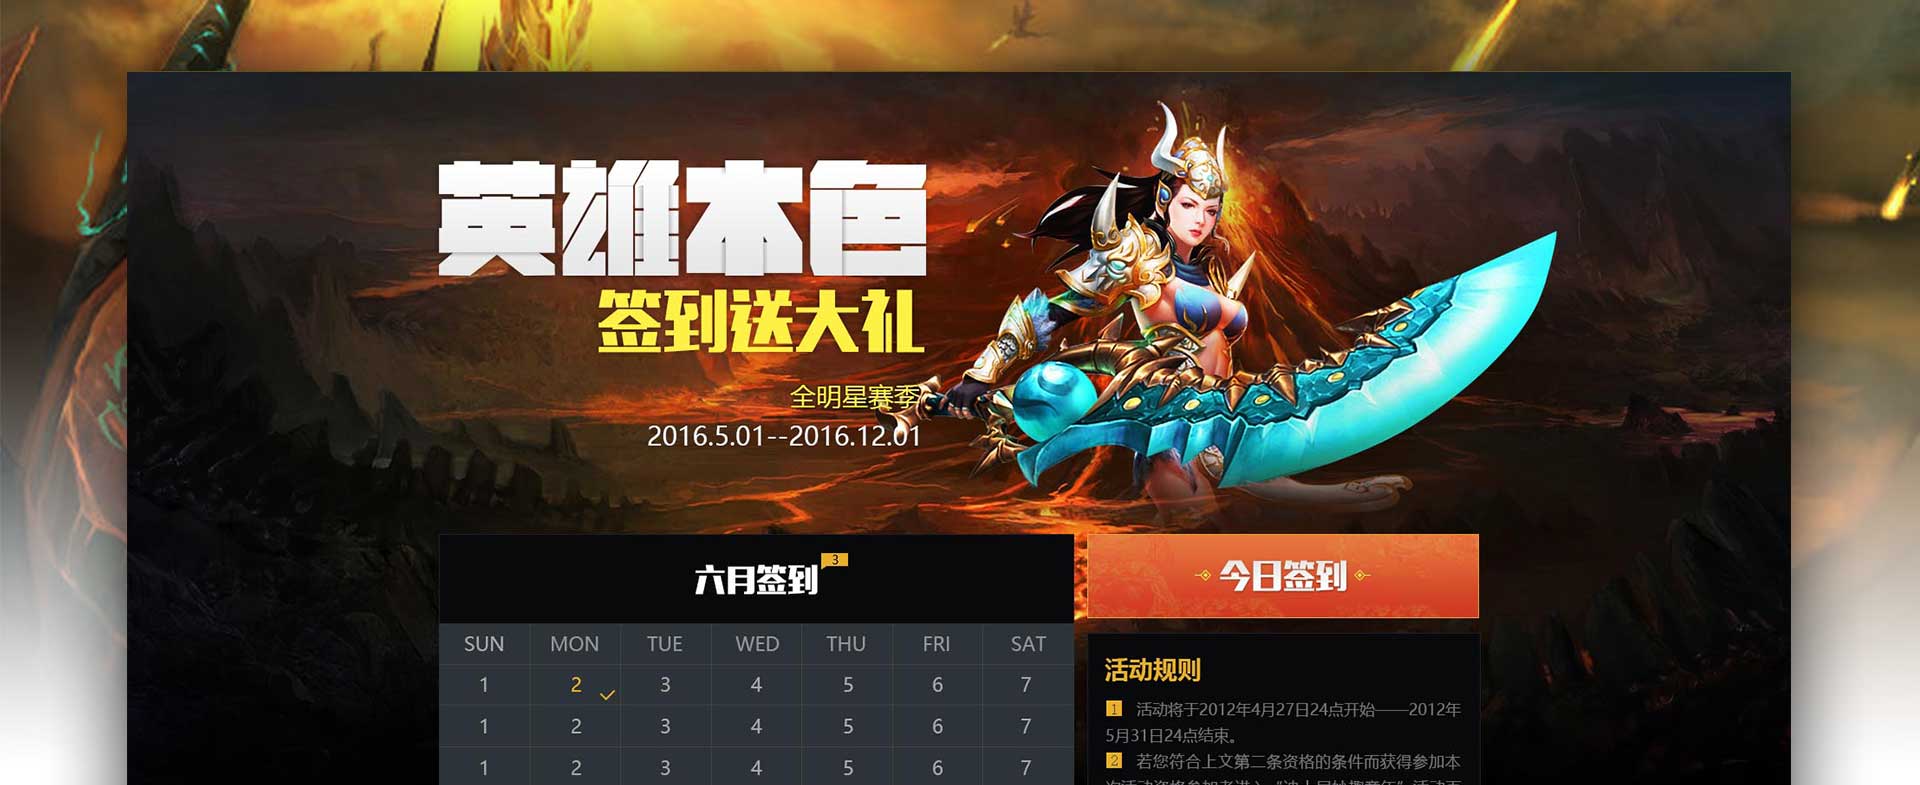 英雄本色
签到送大礼
全明星赛季
2016.5.01--2016.12.01
六月签到 3
SUN MON TUE WED THU FRI SAT
1 2 3 4 5 6 7
1 2 3 4 5 6 7
1 2 3 4 5 6 7
今日签到
活动规则
1 活动将于2012年4月27日24点开始——2012年
5月31日24点结束。
2 若您符合上文第二条资格的条件而获得参加本